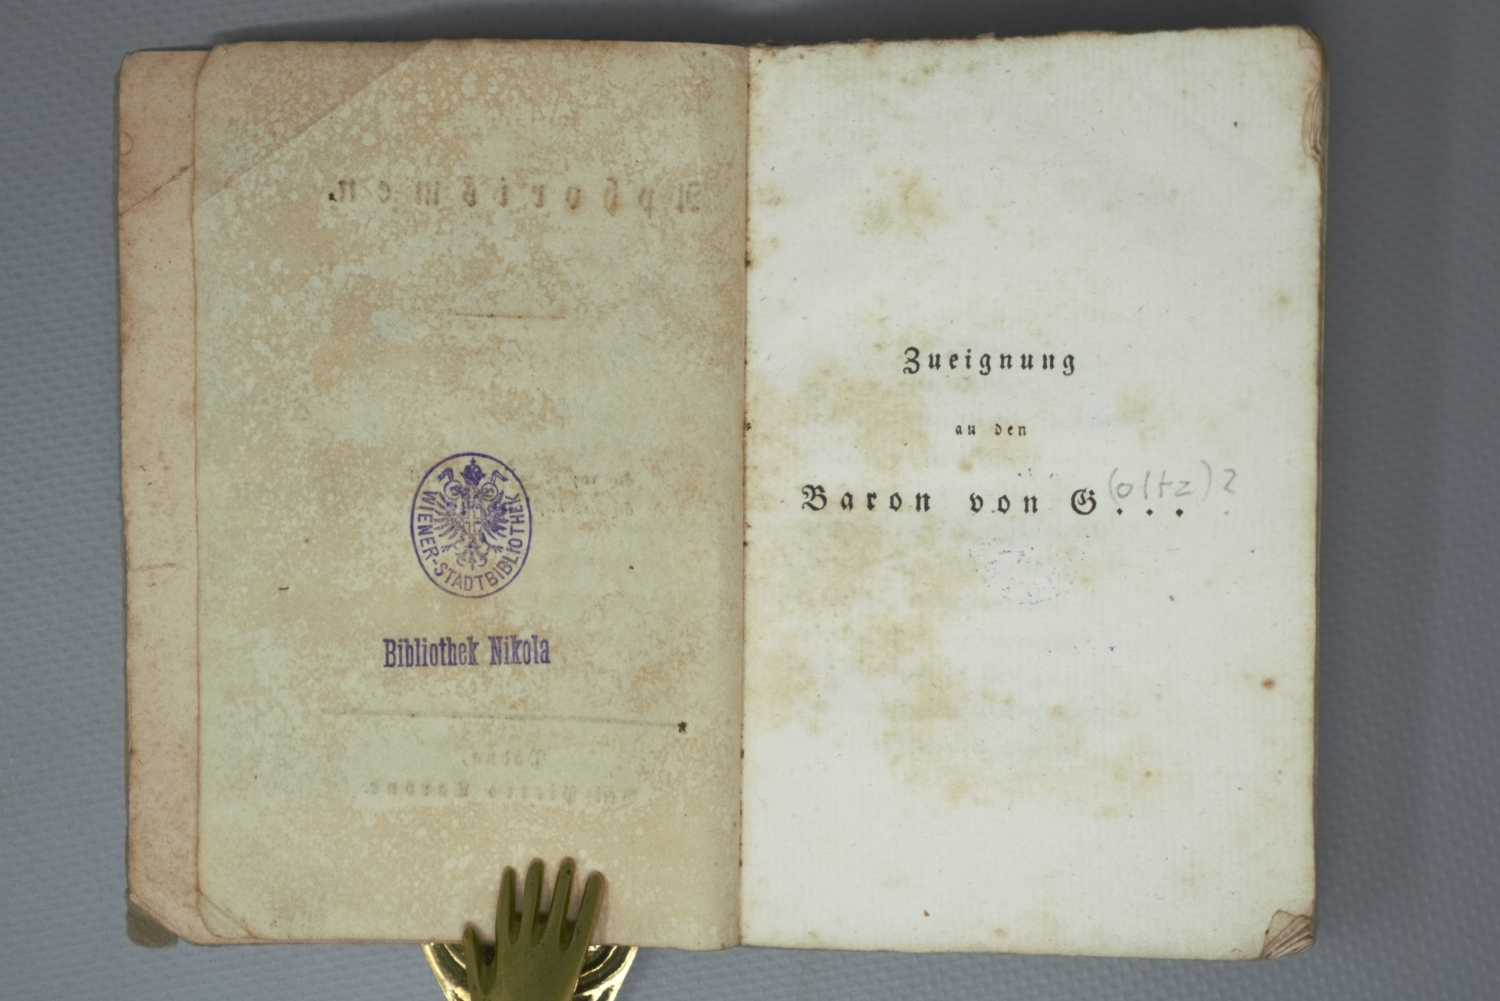 Aphorismen.
WIENER-STADTBIBLIOTHEK
Bibliothek Nikola
Zueignung
an den
Baron von G...
(oltz)?